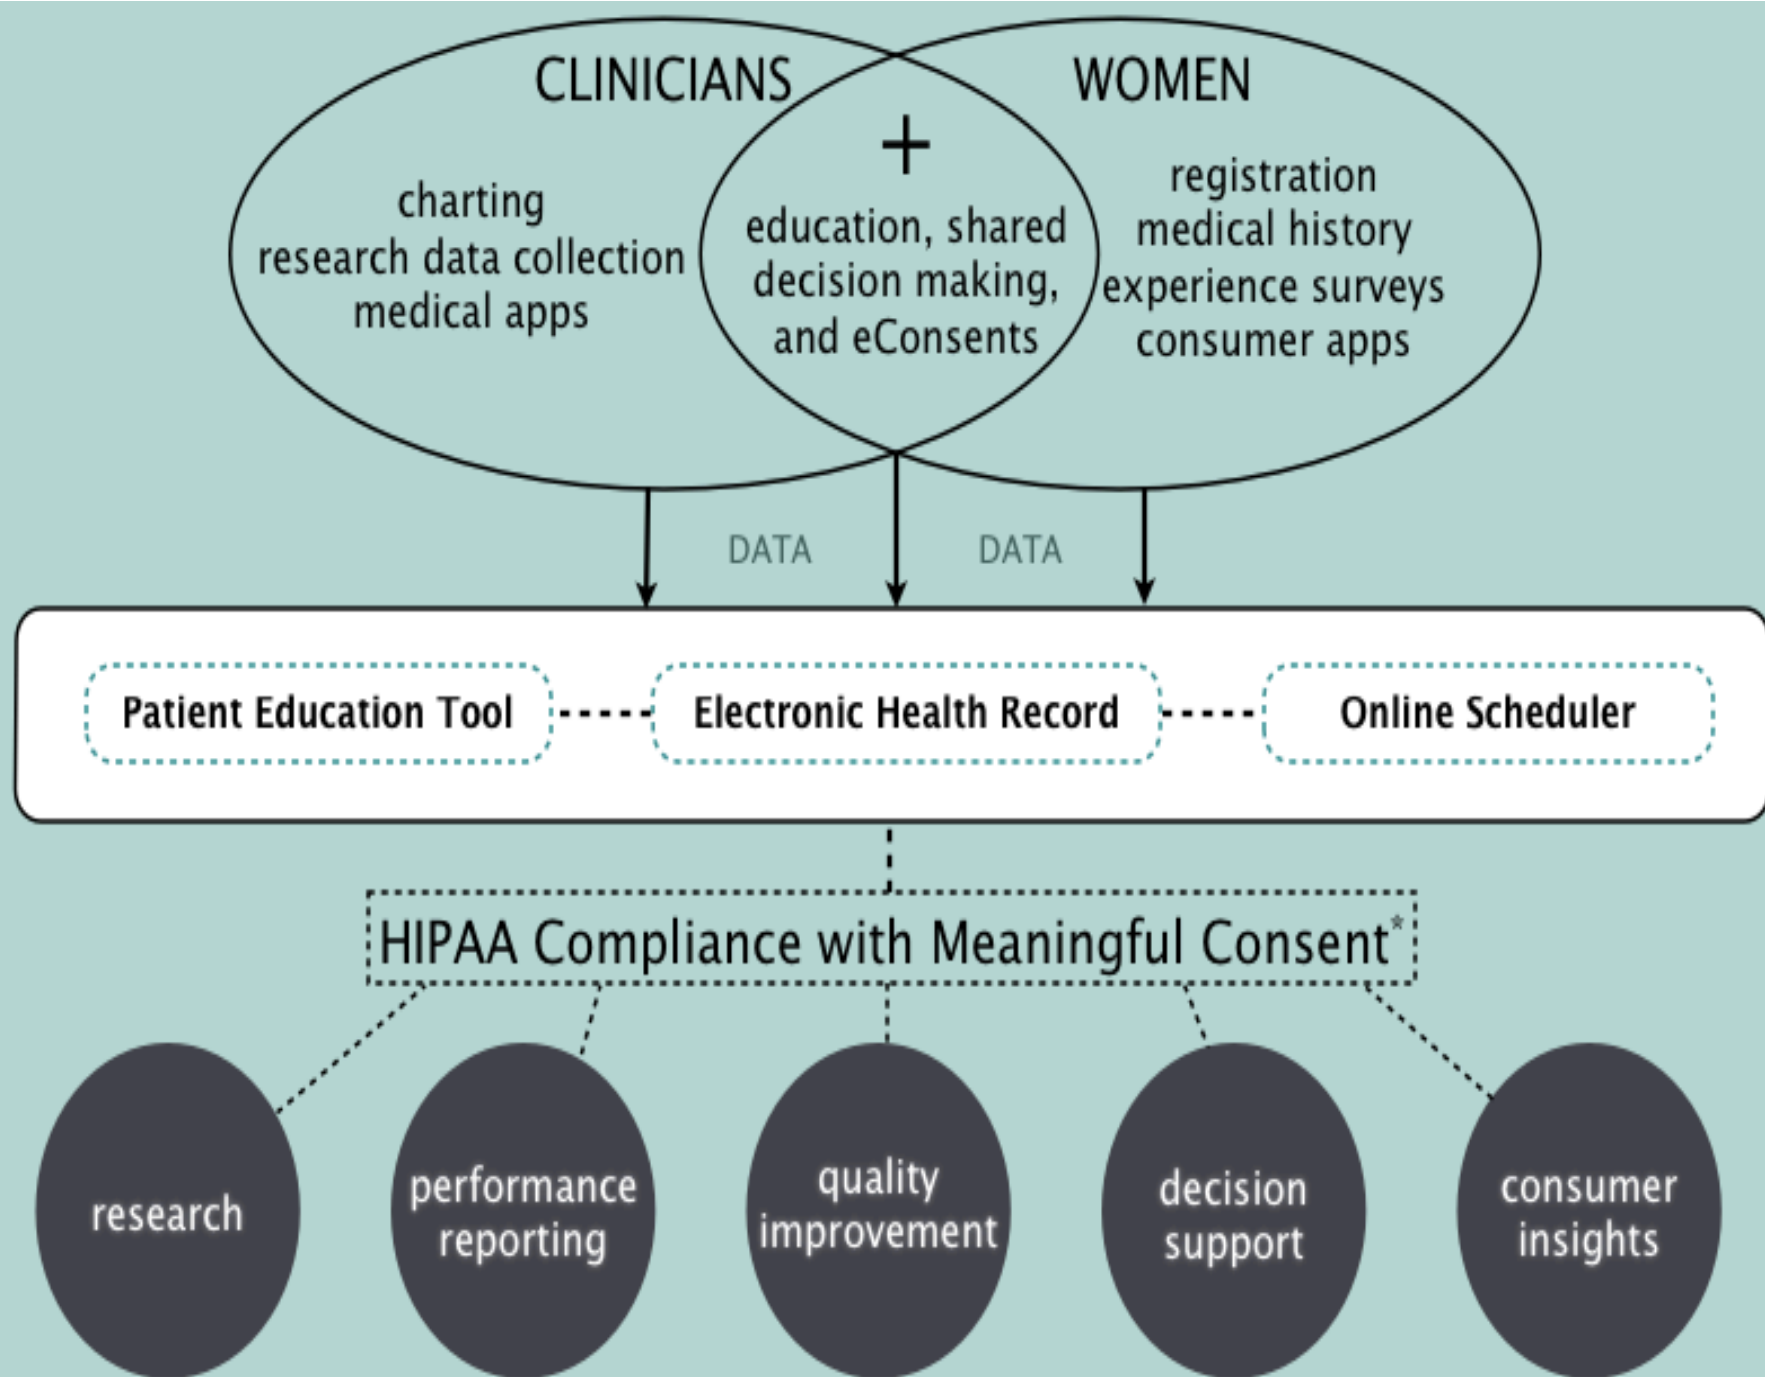 CLINICIANS
WOMEN
+
charting
research data collection
medical apps
education, shared
decision making,
and eConsents
registration
medical history
experience surveys
consumer apps
DATA
DATA
Patient Education Tool
Electronic Health Record
Online Scheduler
HIPAA Compliance with Meaningful Consent*
research
performance
reporting
quality
improvement
decision
support
consumer
insights